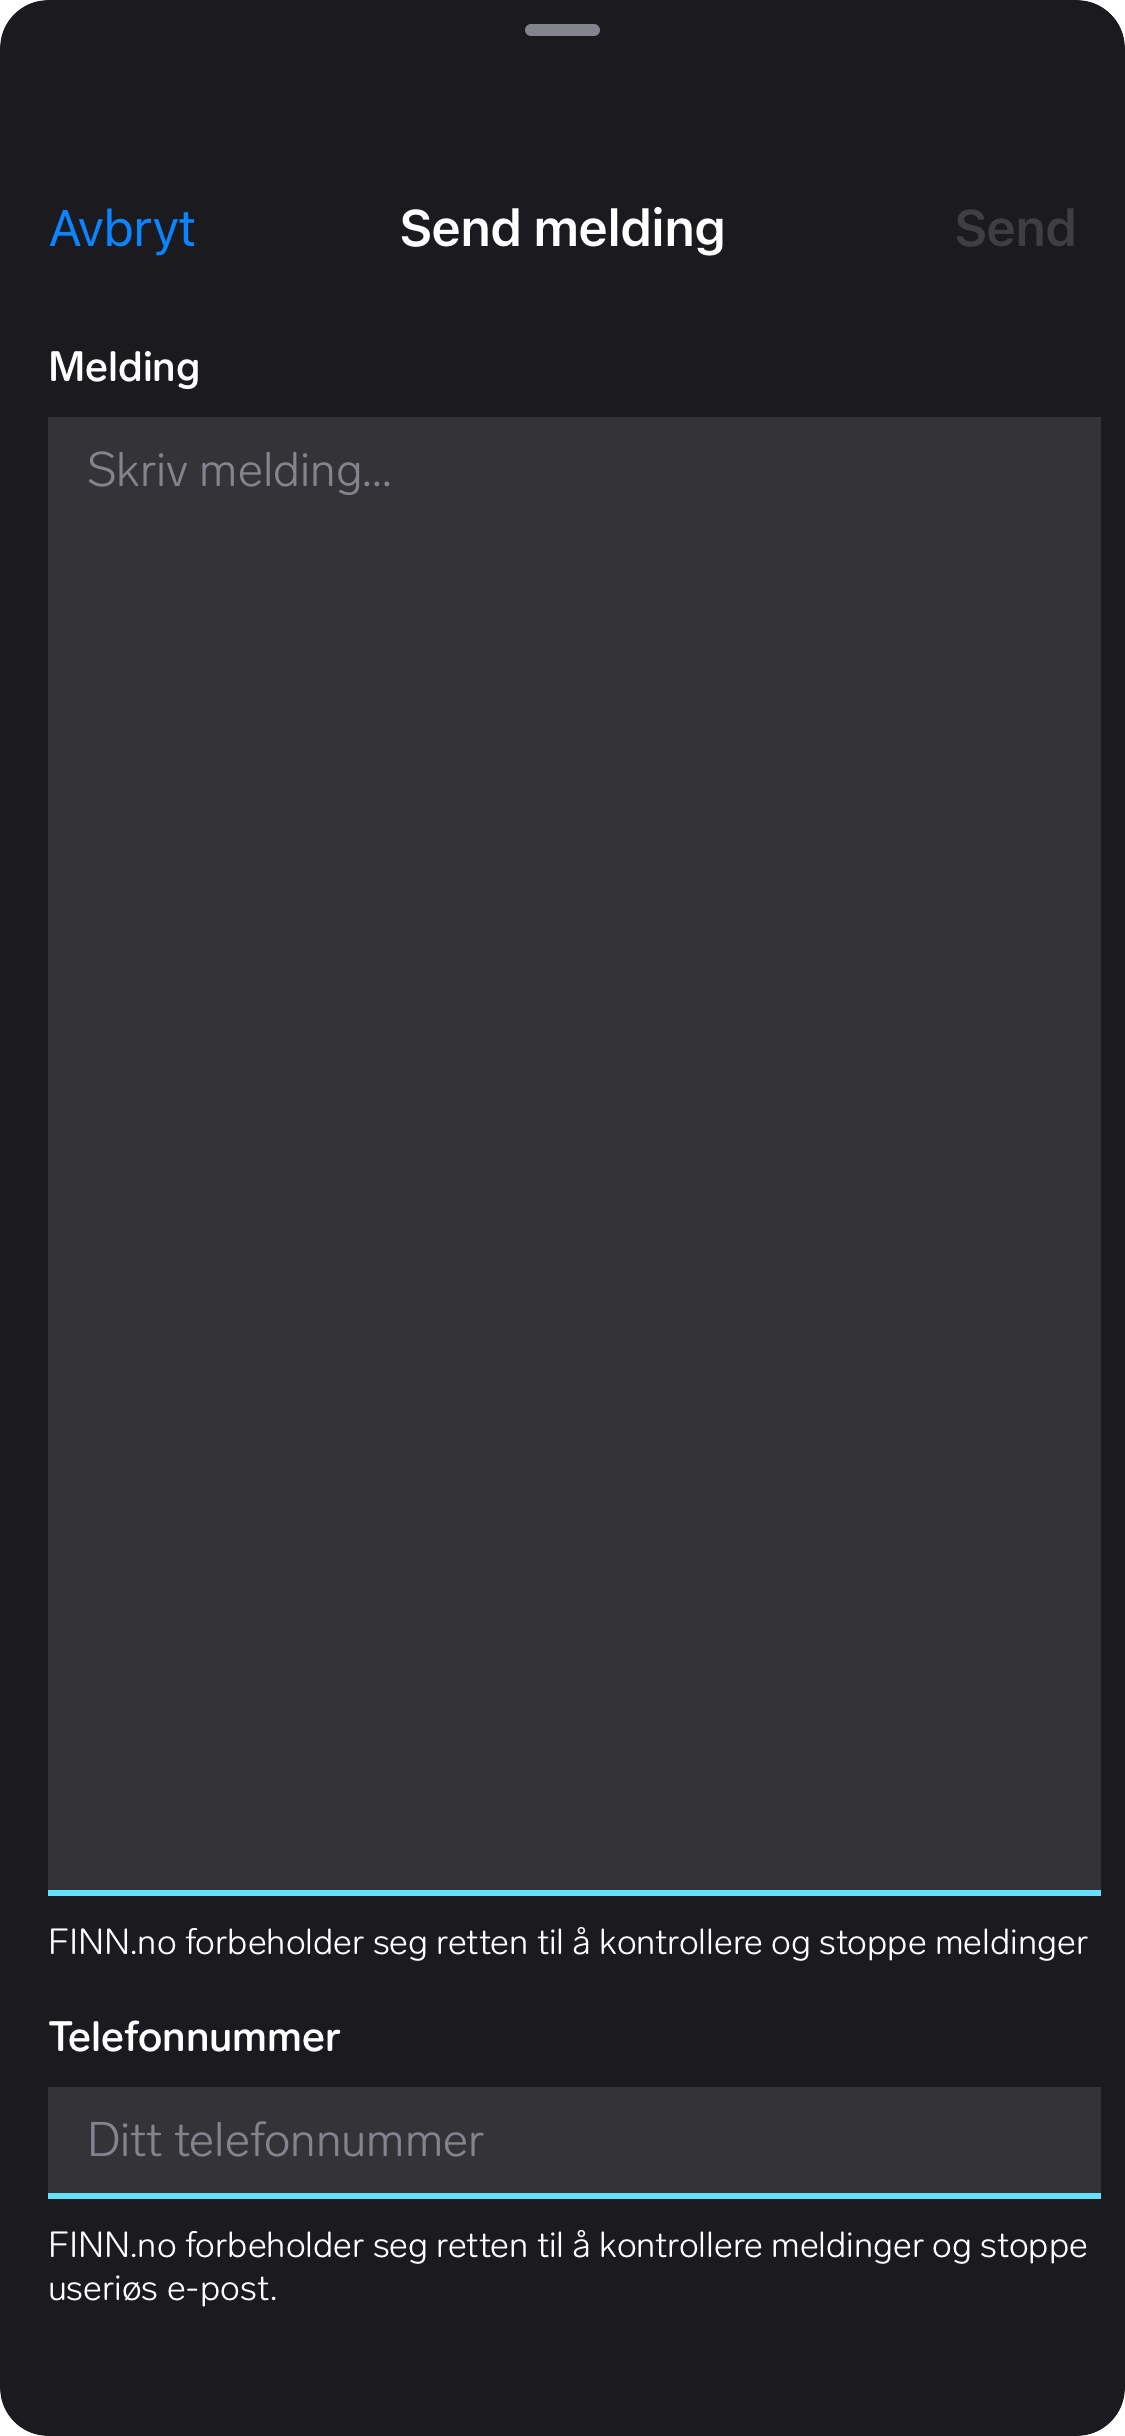 Avbryt Send melding Send
Melding
Skriv melding...
FINN.no forbeholder seg retten til å kontrollere og stoppe meldinger
Telefonnummer
Ditt telefonnummer
FINN.no forbeholder seg retten til å kontrollere meldinger og stoppe
useriøs e-post.